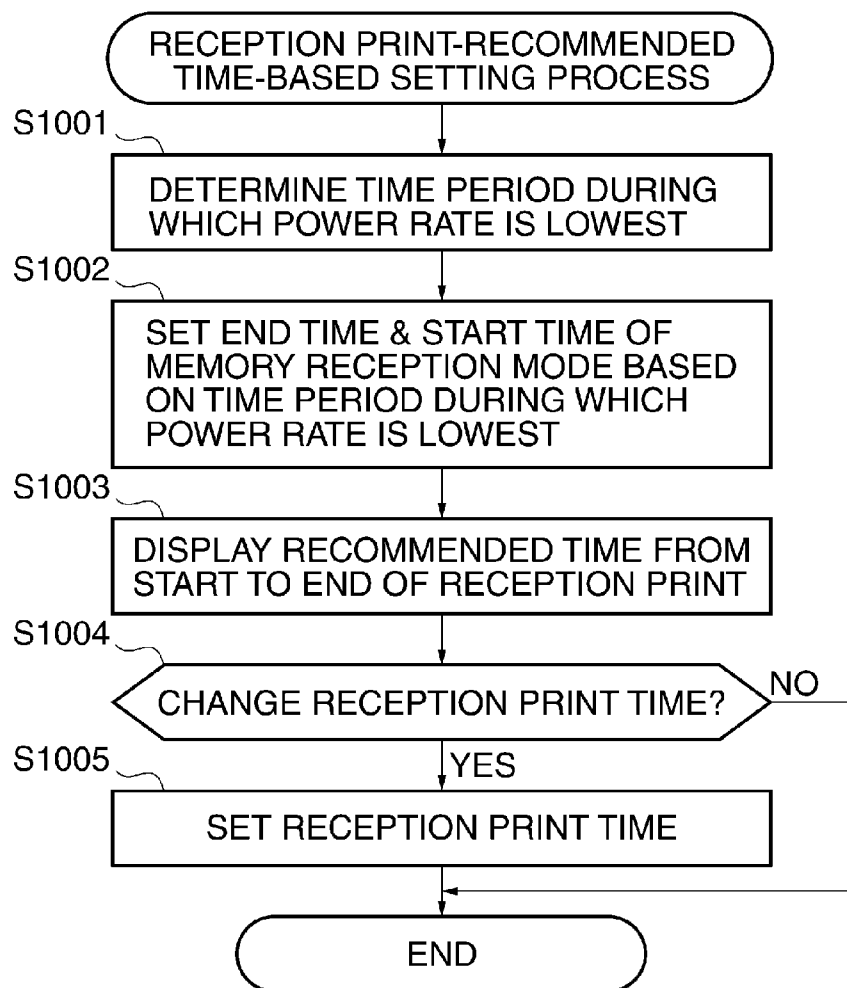 RECEPTION PRINT-RECOMMENDED
TIME-BASED SETTING PROCESS
S1001
DETERMINE TIME PERIOD DURING
WHICH POWER RATE IS LOWEST
S1002
SET END TIME & START TIME OF
MEMORY RECEPTION MODE BASED
ON TIME PERIOD DURING WHICH
POWER RATE IS LOWEST
S1003
DISPLAY RECOMMENDED TIME FROM
START TO END OF RECEPTION PRINT
S1004
CHANGE RECEPTION PRINT TIME?
NO
YES
S1005
SET RECEPTION PRINT TIME
END